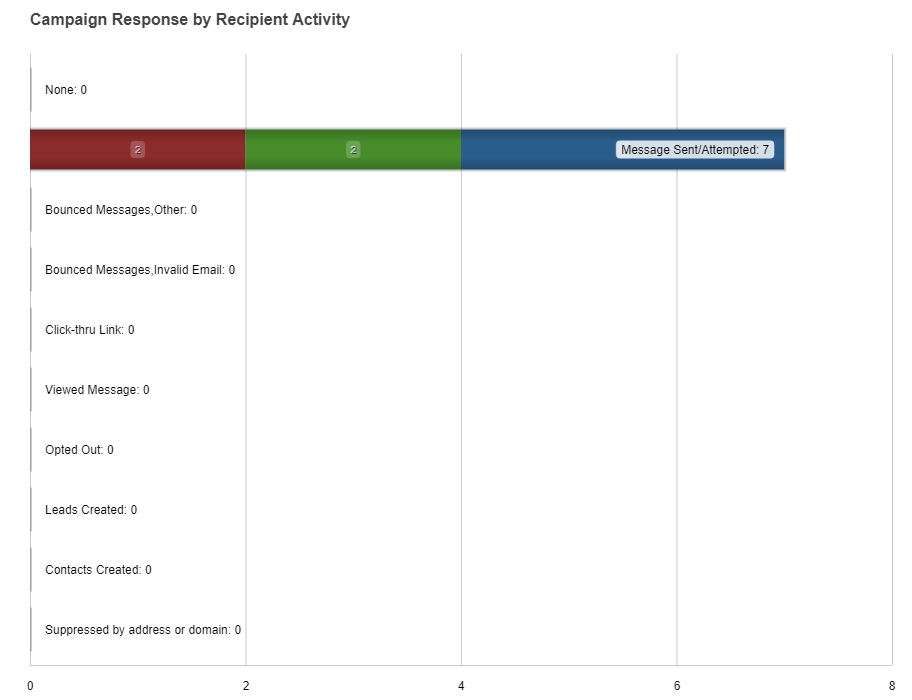 Campaign Response by Recipient Activity
None: 0
2 2 Message Sent/Attempted: 7
Bounced Messages,Other: 0
Bounced Messages,Invalid Email: 0
Click-thru Link: 0
Viewed Message: 0
Opted Out: 0
Leads Created: 0
Contacts Created: 0
Suppressed by address or domain: 0
0 2 4 6 8